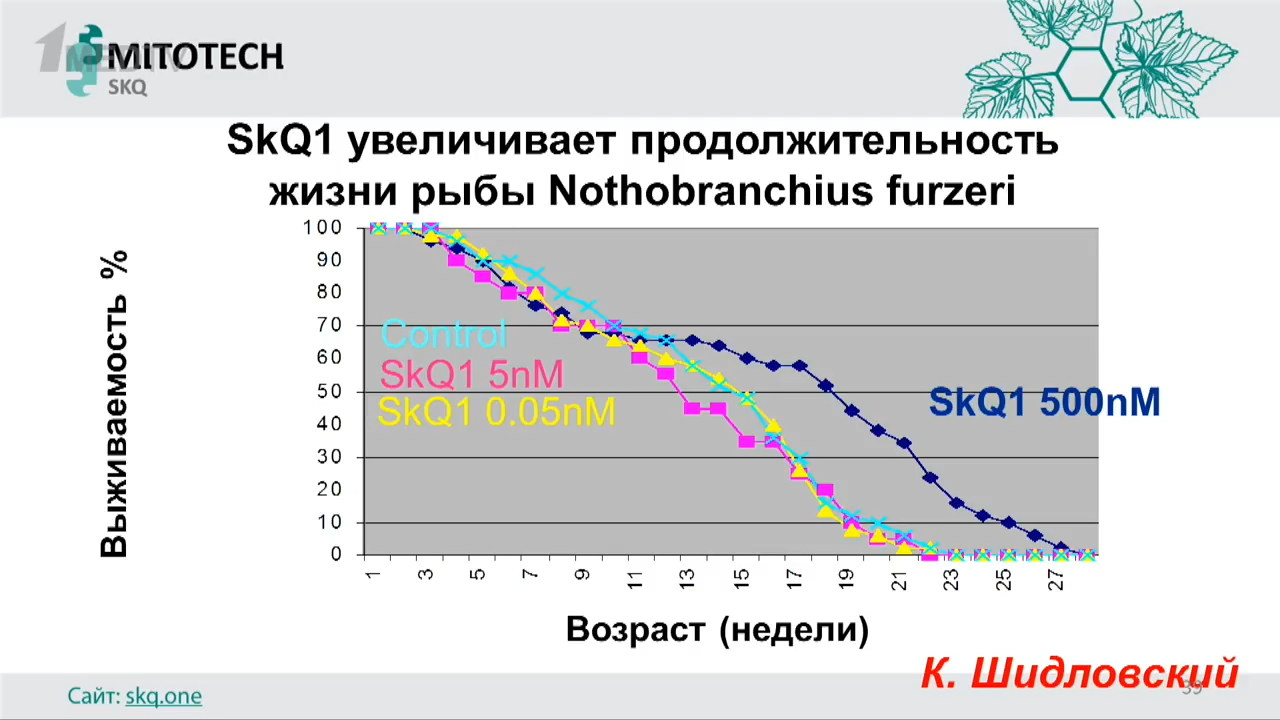 1MEDTV
MITOTECH
SKQ
SkQ1 увеличивает продолжительность
жизни рыбы Nothobranchius furzeri
Выживаемость %
100
90
80
70
60
50
40
30
20
10
0
Control
SkQ1 5nM
SkQ1 0.05nM
SkQ1 500nM
1 3 5 7 9 11 13 15 17 19 21 23 25 27
Возраст (недели)
К. Шидловский
39
Сайт: skq.one